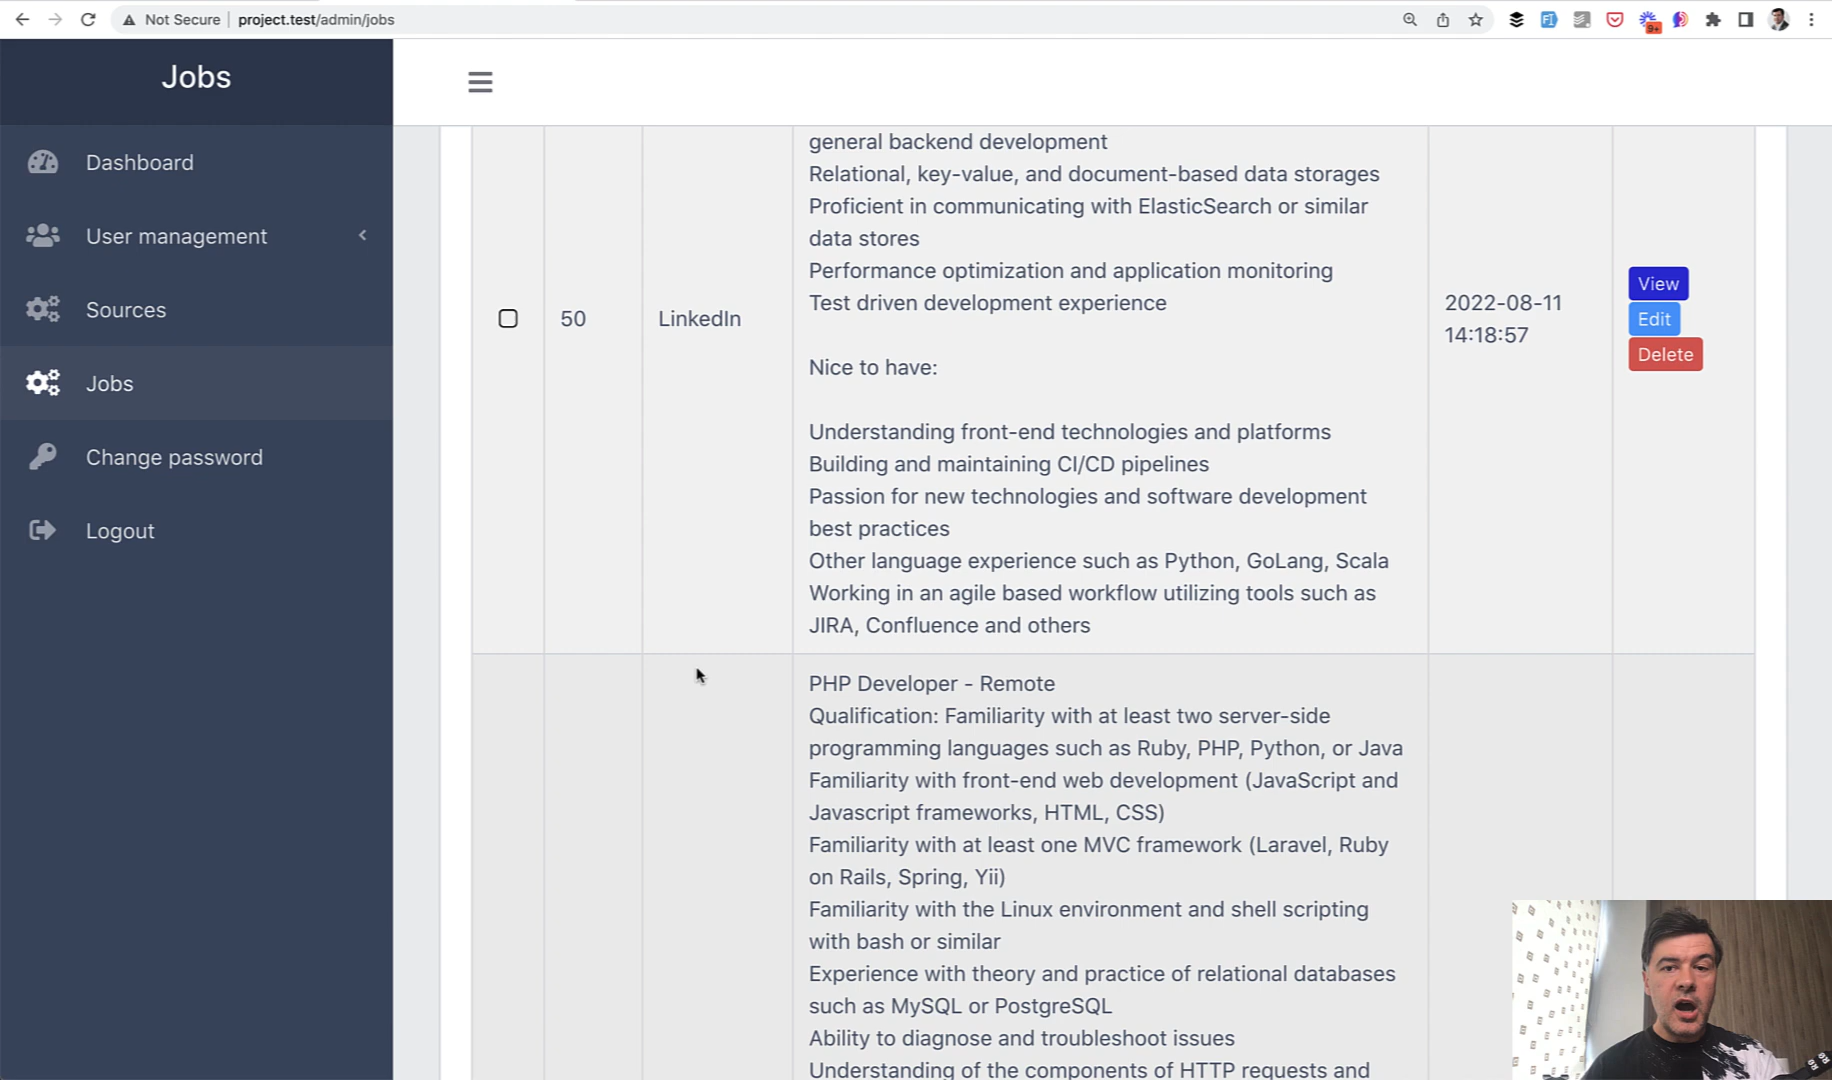 Not Secure
project.test/admin/jobs
9+
Jobs
Dashboard
User management
Sources
Jobs
Change password
Logout
general backend development
Relational, key-value, and document-based data storages
Proficient in communicating with ElasticSearch or similar
data stores
Performance optimization and application monitoring
Test driven development experience
50
LinkedIn
2022-08-11
14:18:57
View
Edit
Delete
Nice to have:
Understanding front-end technologies and platforms
Building and maintaining CI/CD pipelines
Passion for new technologies and software development
best practices
Other language experience such as Python, GoLang, Scala
Working in an agile based workflow utilizing tools such as
JIRA, Confluence and others
PHP Developer - Remote
Qualification: Familiarity with at least two server-side
programming languages such as Ruby, PHP, Python, or Java
Familiarity with front-end web development (JavaScript and
Javascript frameworks, HTML, CSS)
Familiarity with at least one MVC framework (Laravel, Ruby
on Rails, Spring, Yii)
Familiarity with the Linux environment and shell scripting
with bash or similar
Experience with theory and practice of relational databases
such as MySQL or PostgreSQL
Ability to diagnose and troubleshoot issues
Understanding of the components of HTTP requests and